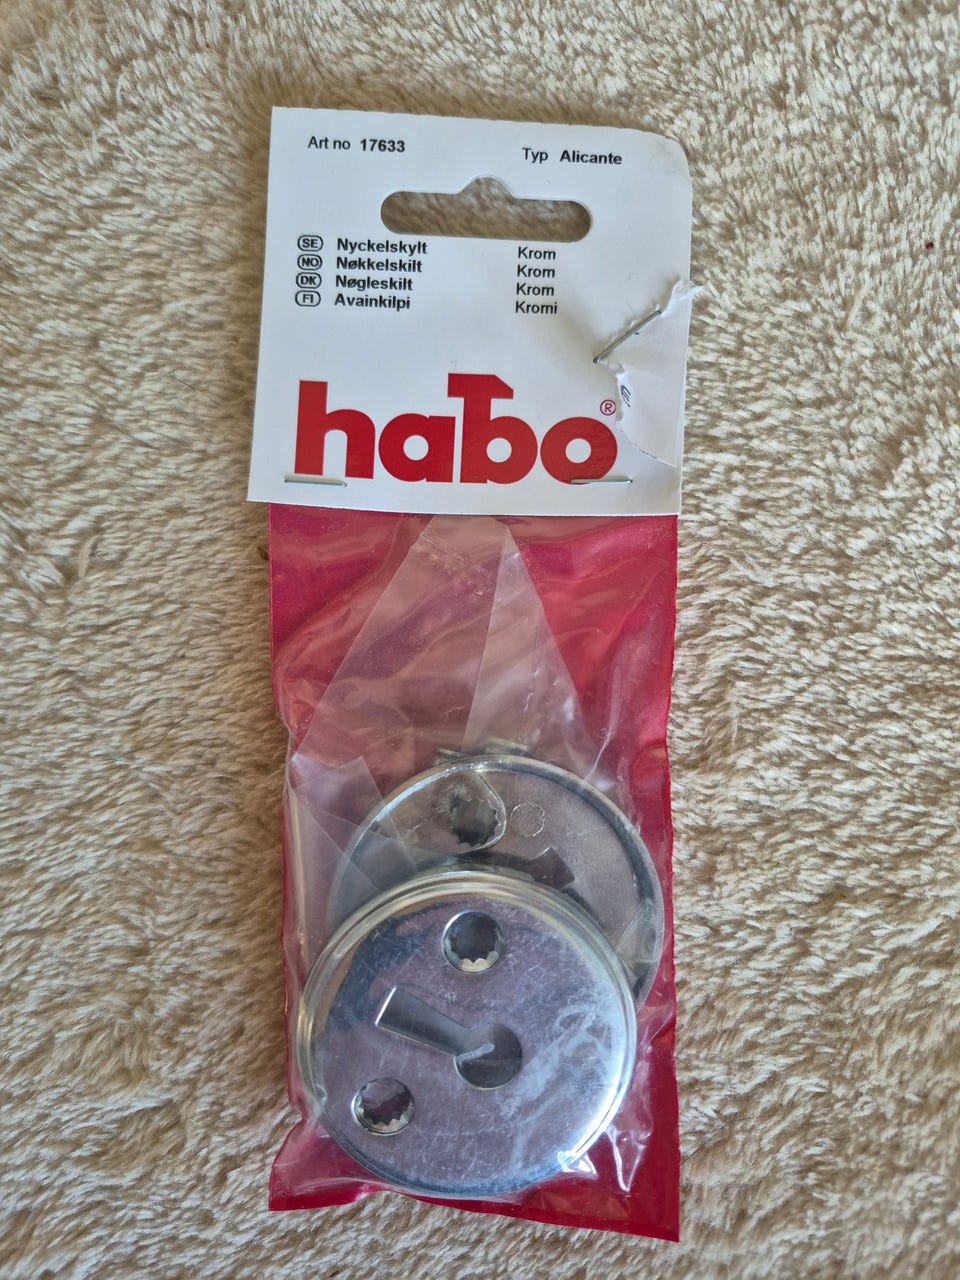 Art no 17633
Typ Alicante
SE Nyckelskylt Krom
NO Nøkkelskilt Krom
DK Nøgleskilt Krom
FI Avainkilpi Kromi
habo®